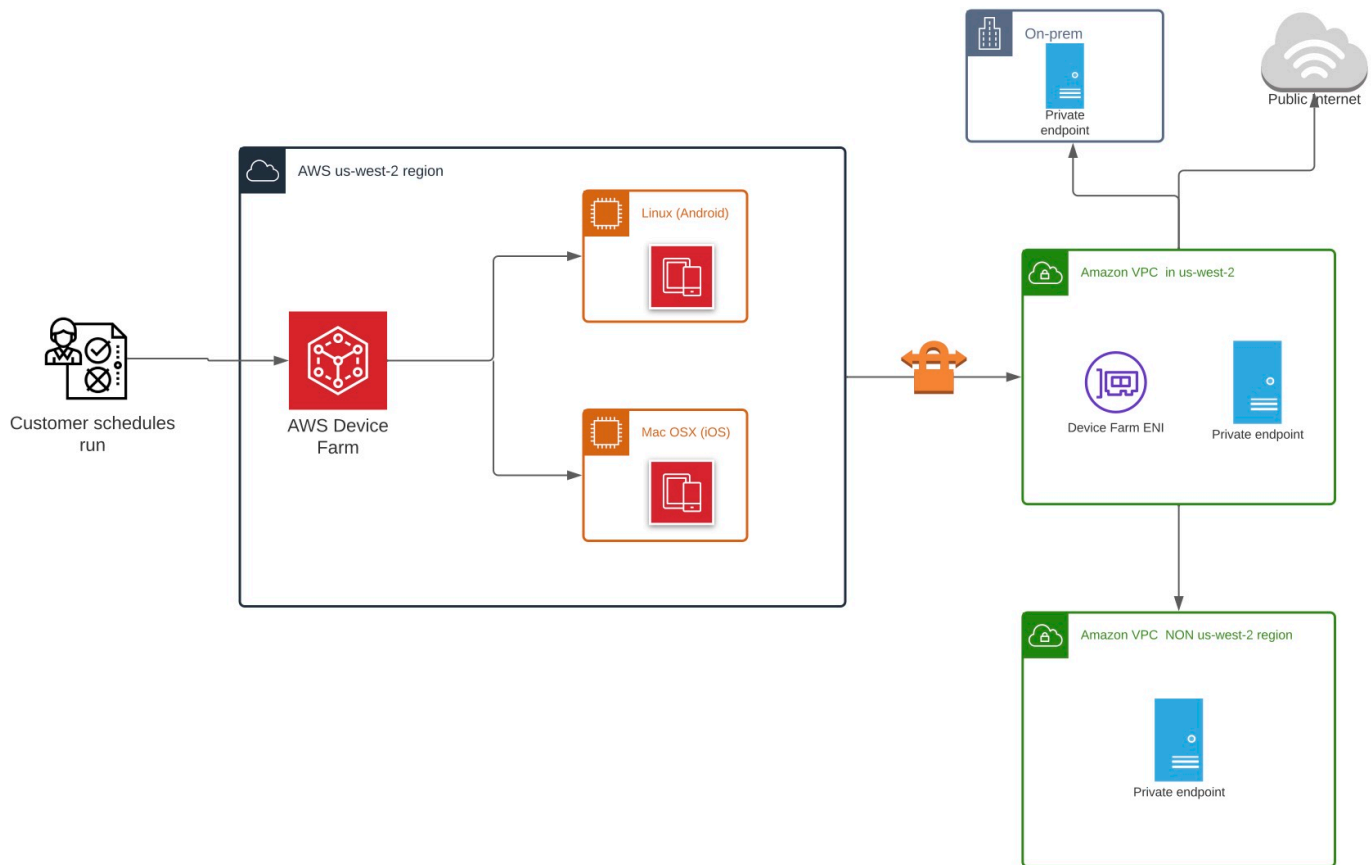 On-prem
Private
endpoint
Public Internet
AWS us-west-2 region
Linux (Android)
Amazon VPC  in us-west-2
Customer schedules
run
AWS Device
Farm
Mac OSX (iOS)
Device Farm ENI
Private endpoint
Amazon VPC  NON us-west-2 region
Private endpoint